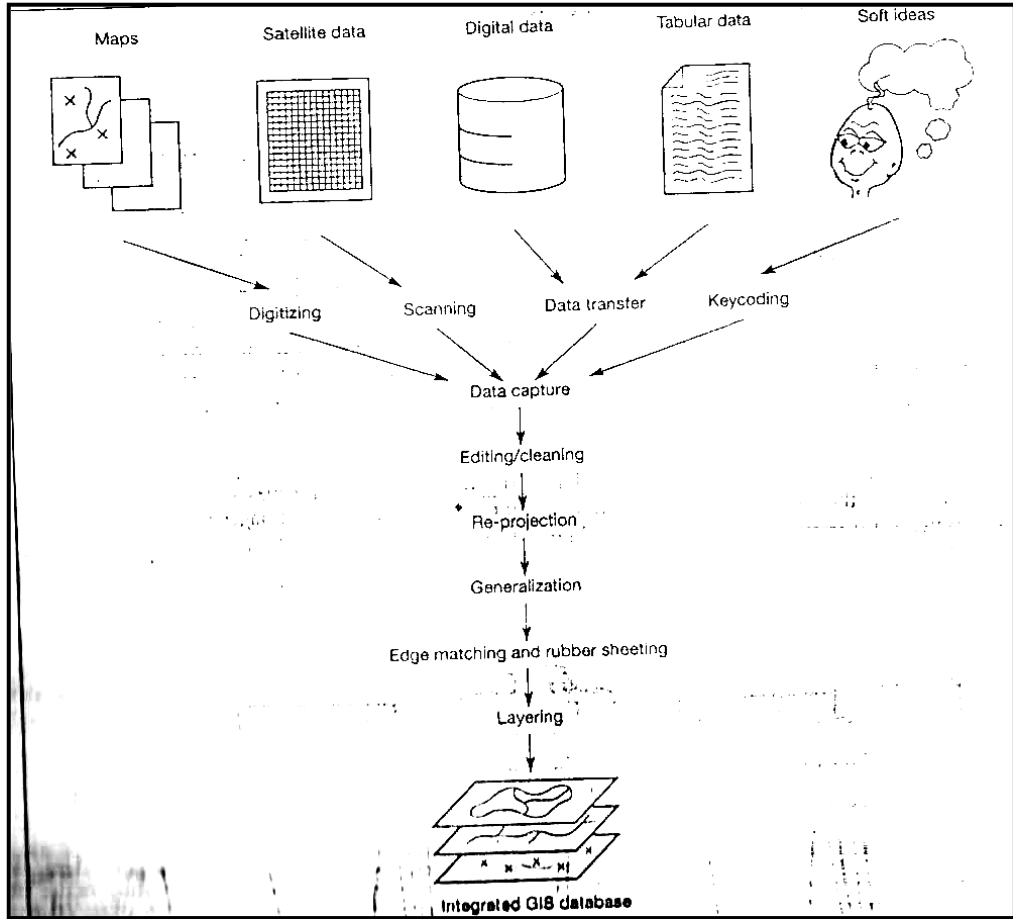 Maps
Satellite data
Digital data
Tabular data
Soft ideas
Digitizing
Scanning
Data transfer
Keycoding
Data capture
Editing/cleaning
Re-projection
Generalization
Edge matching and rubber sheeting
Layering
Integrated GIS database